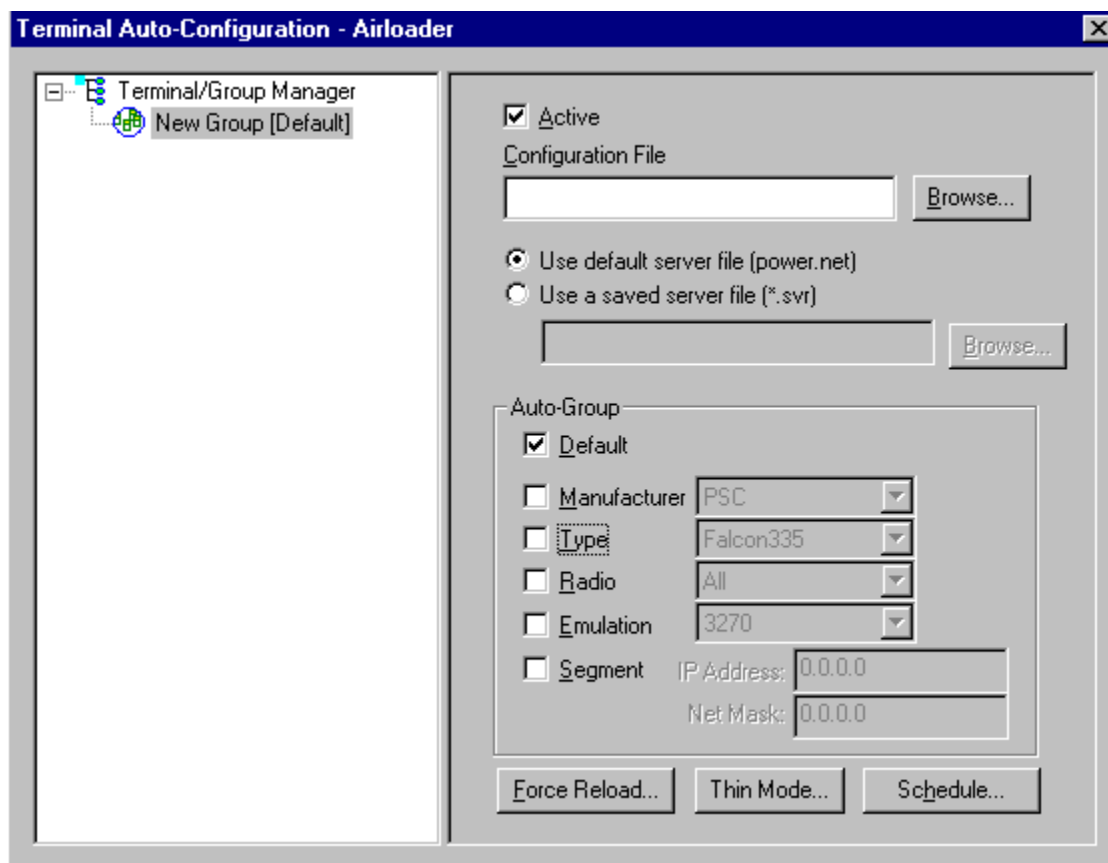 Terminal Auto-Configuration - Airloader
Terminal/Group Manager
New Group [Default]
Active
Configuration File
Browse...
Use default server file (power.net)
Use a saved server file (*.svr)
Browse...
Auto-Group
Default
Manufacturer PSC
Type Falcon335
Radio All
Emulation 3270
Segment IP Address: 0.0.0.0
Net Mask: 0.0.0.0
Force Reload... Thin Mode... Schedule...